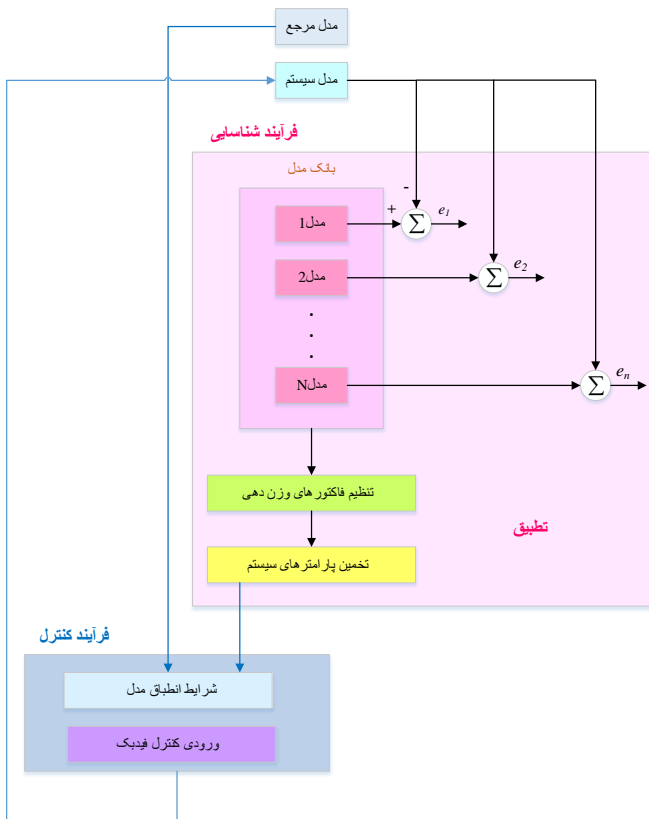 مدل مرجع
مدل سیستم
فرآیند شناسایی
بانک مدل
-
+
مدل1
∑
e1
مدل2
∑
e2
.
.
.
مدلN
∑
en
تنظیم فاکتورهای وزن دهی
تطبیق
تخمین پارامترهای سیستم
فرآیند کنترل
شرایط انطباق مدل
ورودی کنترل فیدبک